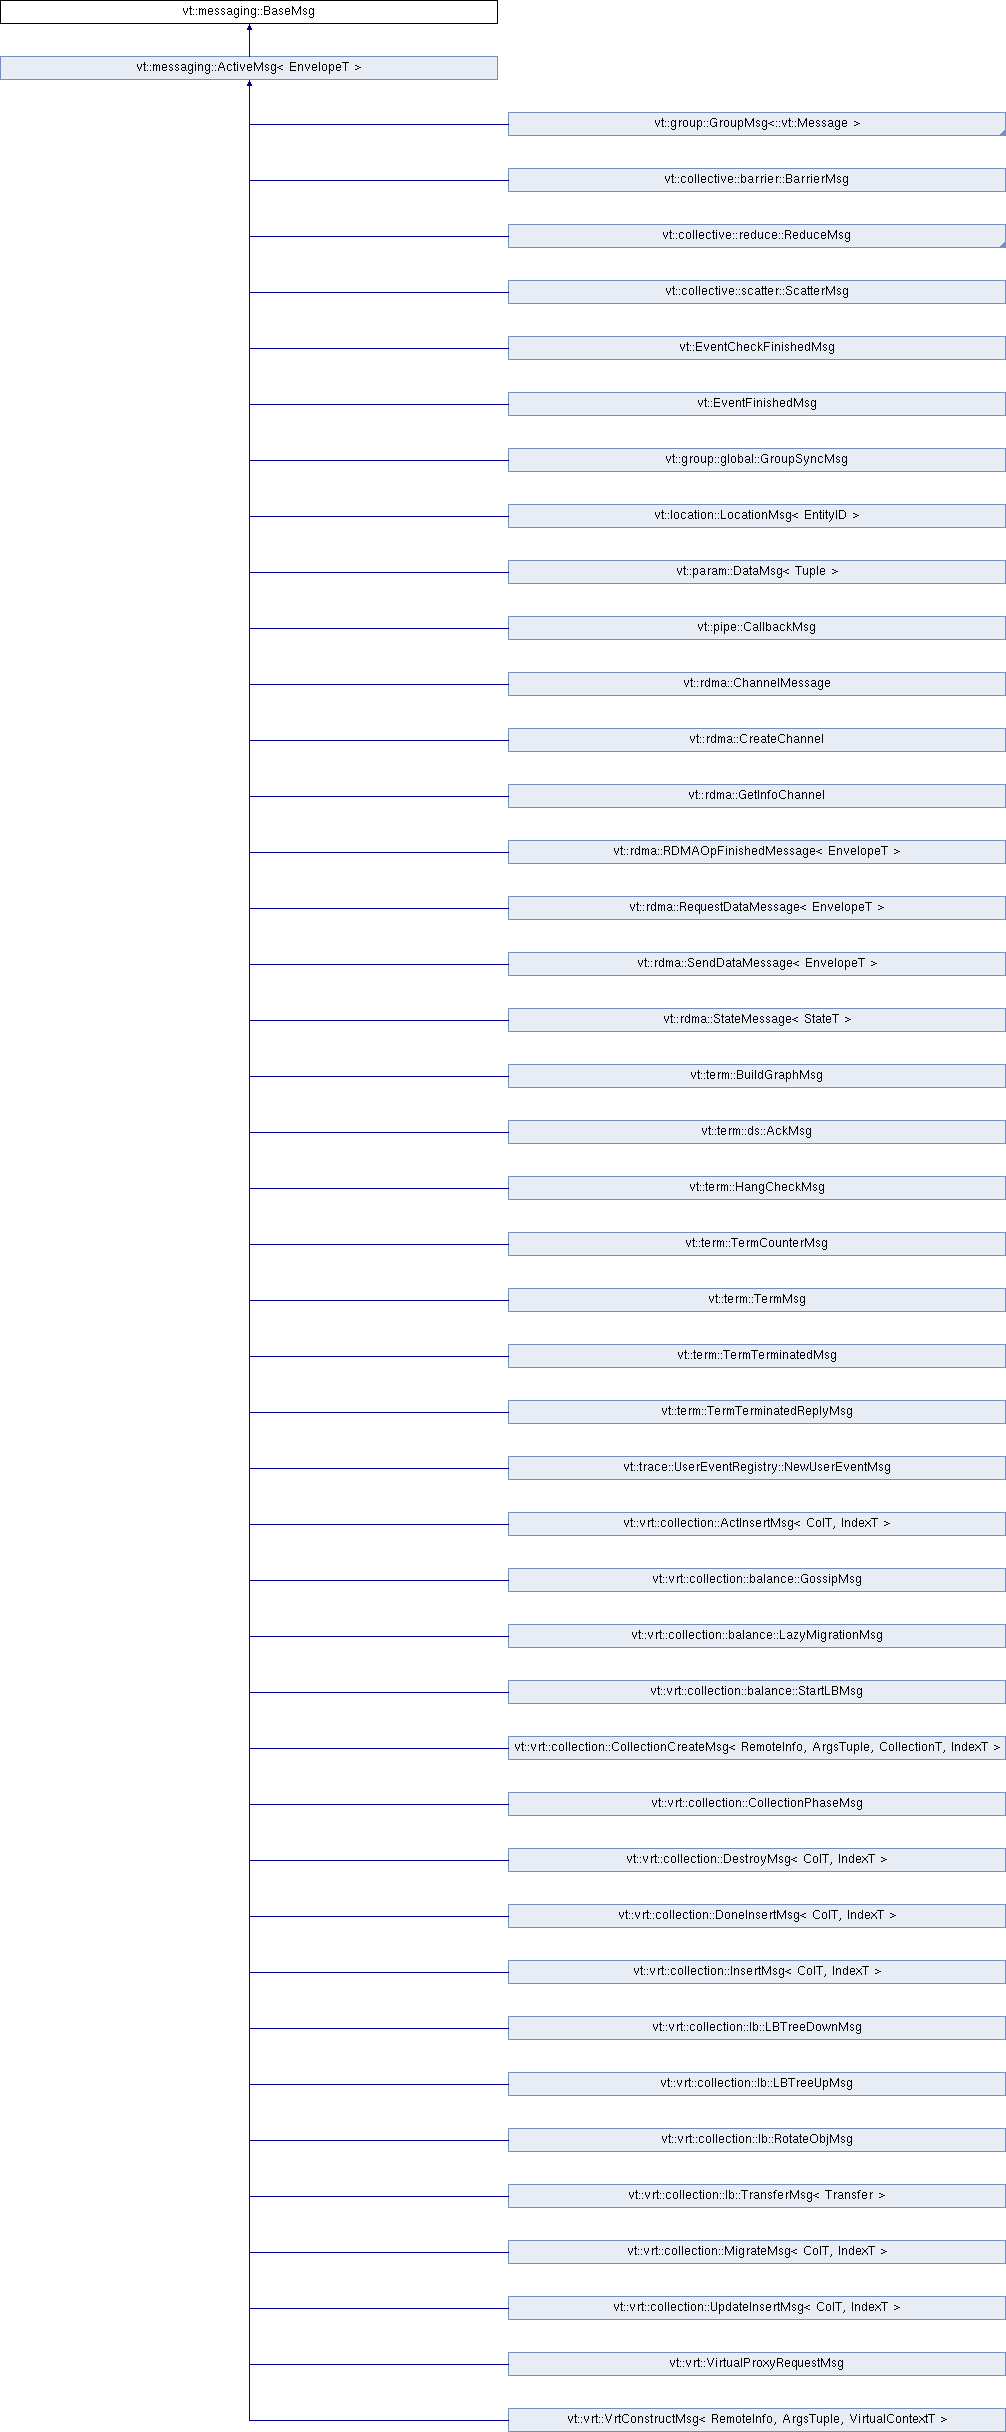 vt::messaging::BaseMsg
vt::messaging::ActiveMsg< EnvelopeT >
vt::group::GroupMsg<::vt::Message >
vt::collective::barrier::BarrierMsg
vt::collective::reduce::ReduceMsg
vt::collective::scatter::ScatterMsg
vt::EventCheckFinishedMsg
vt::EventFinishedMsg
vt::group::global::GroupSyncMsg
vt::location::LocationMsg< EntityID >
vt::param::DataMsg< Tuple >
vt::pipe::CallbackMsg
vt::rdma::ChannelMessage
vt::rdma::CreateChannel
vt::rdma::GetInfoChannel
vt::rdma::RDMAOpFinishedMessage< EnvelopeT >
vt::rdma::RequestDataMessage< EnvelopeT >
vt::rdma::SendDataMessage< EnvelopeT >
vt::rdma::StateMessage< StateT >
vt::term::BuildGraphMsg
vt::term::ds::AckMsg
vt::term::HangCheckMsg
vt::term::TermCounterMsg
vt::term::TermMsg
vt::term::TermTerminatedMsg
vt::term::TermTerminatedReplyMsg
vt::trace::UserEventRegistry::NewUserEventMsg
vt::vrt::collection::ActInsertMsg< ColT, IndexT >
vt::vrt::collection::balance::GossipMsg
vt::vrt::collection::balance::LazyMigrationMsg
vt::vrt::collection::balance::StartLBMsg
vt::vrt::collection::CollectionCreateMsg< RemoteInfo, ArgsTuple, CollectionT, IndexT >
vt::vrt::collection::CollectionPhaseMsg
vt::vrt::collection::DestroyMsg< ColT, IndexT >
vt::vrt::collection::DoneInsertMsg< ColT, IndexT >
vt::vrt::collection::InsertMsg< ColT, IndexT >
vt::vrt::collection::lb::LBTreeDownMsg
vt::vrt::collection::lb::LBTreeUpMsg
vt::vrt::collection::lb::RotateObjMsg
vt::vrt::collection::lb::TransferMsg< Transfer >
vt::vrt::collection::MigrateMsg< ColT, IndexT >
vt::vrt::collection::UpdateInsertMsg< ColT, IndexT >
vt::vrt::VirtualProxyRequestMsg
vt::vrt::VrtConstructMsg< RemoteInfo, ArgsTuple, VirtualContextT >